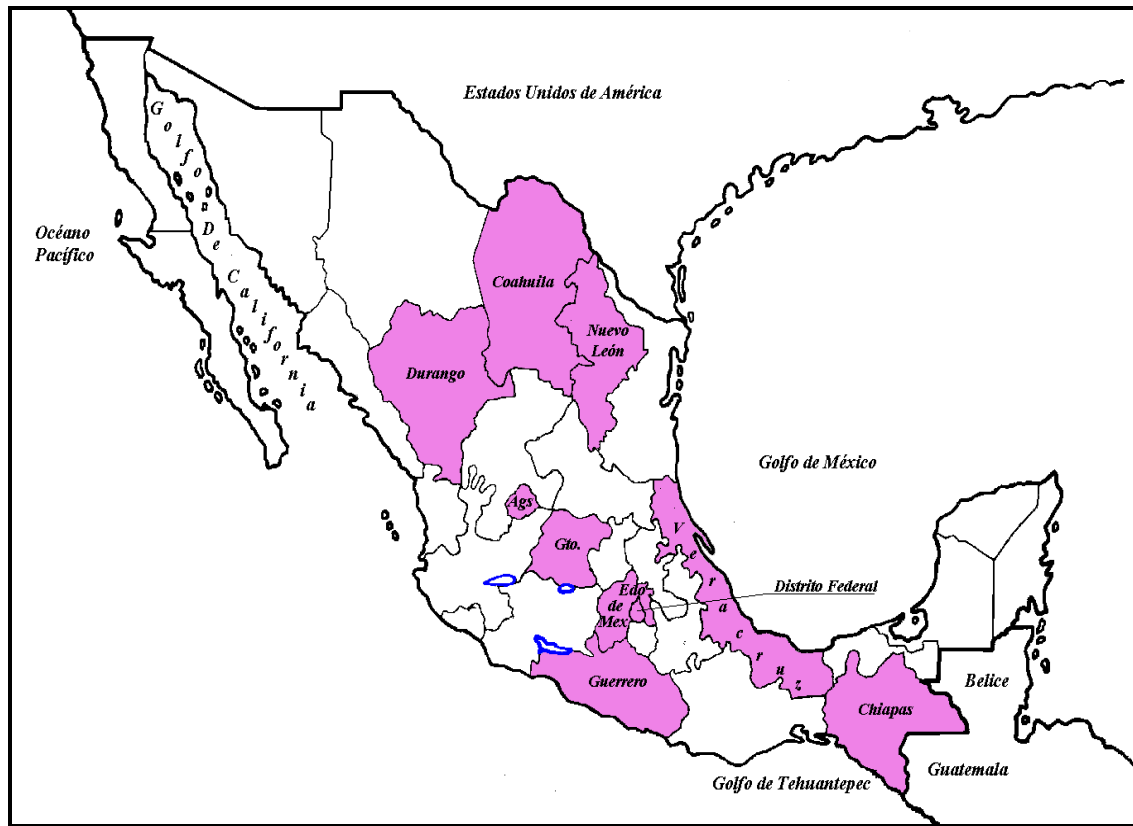 Estados Unidos de América
Golfo
De
California
Océano
Pacífico
Coahuila
Nuevo
León
Durango
Golfo de México
Ags
Veracruz
Gto.
Distrito Federal
Edo
de
Mex
Guerrero
Belice
Chiapas
Guatemala
Golfo de Tehuantepec